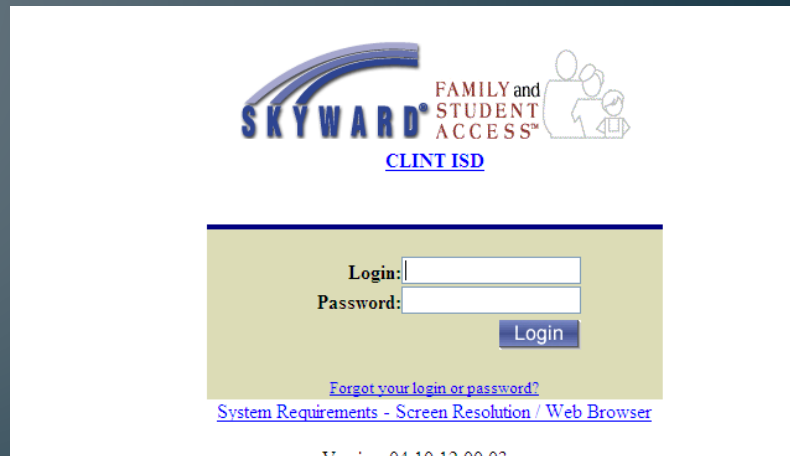 SKYWARD® FAMILY and
STUDENT
ACCESS™
CLINT ISD
Login:
Password:
Login
Forgot your login or password?
System Requirements - Screen Resolution / Web Browser